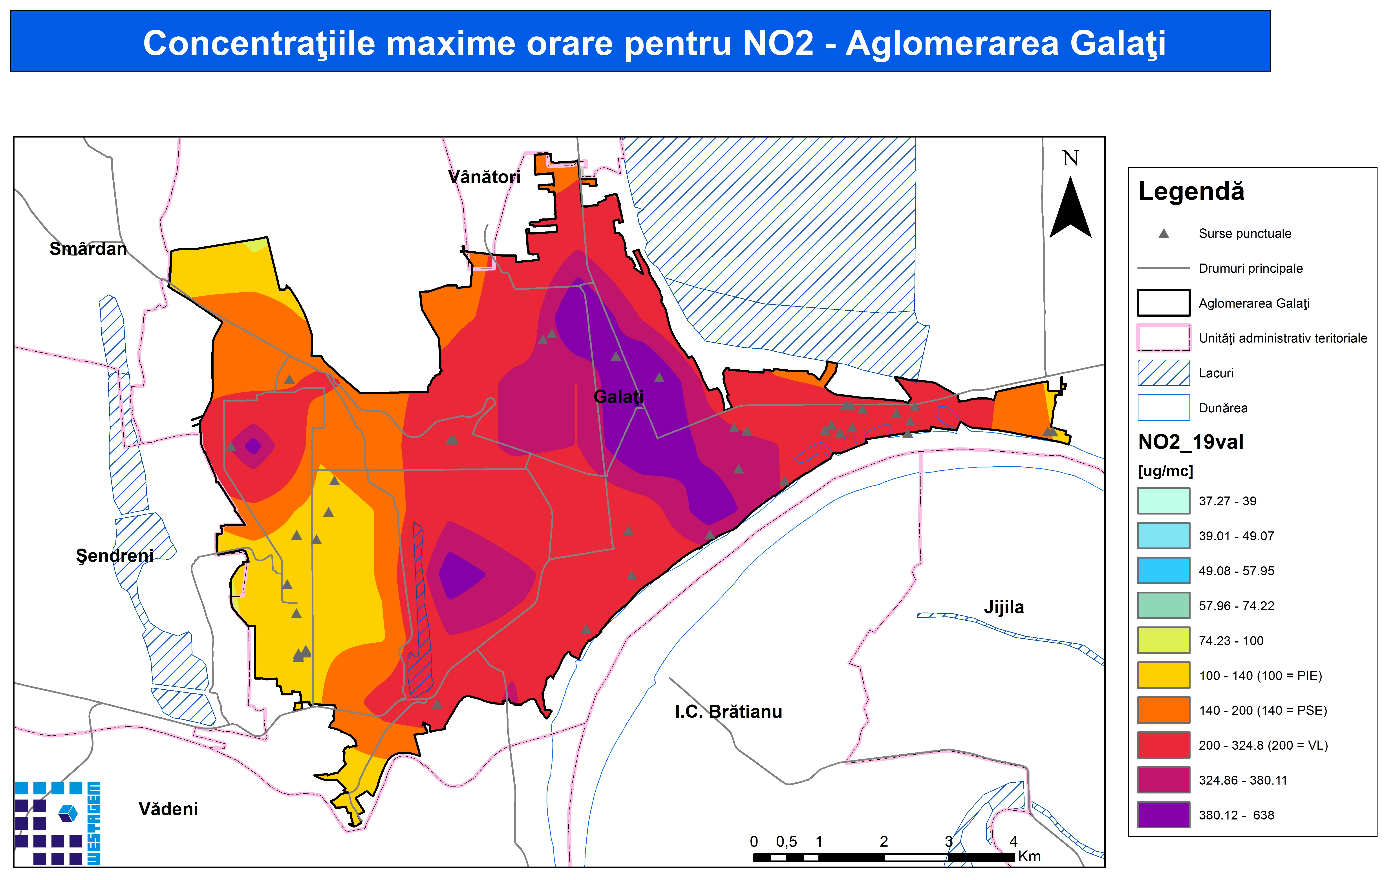 Concentraţiile maxime orare pentru NO2 - Aglomerarea Galaţi
N
Vânători
Smârdan
Galaţi
Şendreni
Jijila
I.C. Brătianu
Vădeni
WESTAGEM
0 0,5 1 2 3 4
Km
Legendă
Surse punctuale
Drumuri principale
Aglomerarea Galaţi
Unităţi administrativ teritoriale
Lacuri
Dunărea
NO2_19val
[ug/mc]
37.27 - 39
39.01 - 49.07
49.08 - 57.95
57.96 - 74.22
74.23 - 100
100 - 140 (100 = PIE)
140 - 200 (140 = PSE)
200 - 324.8 (200 = VL)
324.86 - 380.11
380.12 - 638